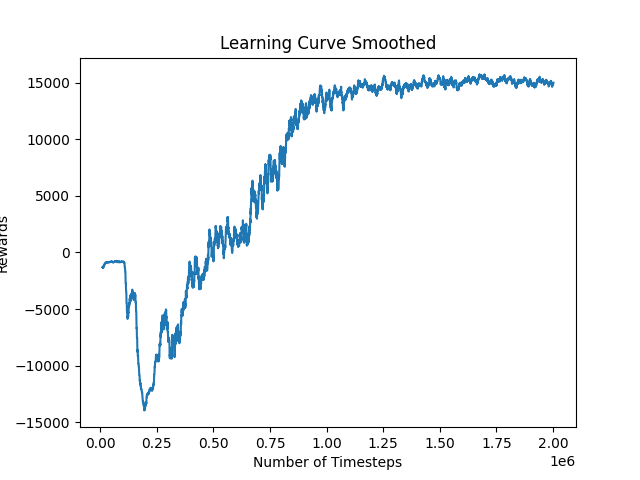 Learning Curve Smoothed
Rewards
15000
10000
5000
0
−5000
−10000
−15000
0.00 0.25 0.50 0.75 1.00 1.25 1.50 1.75 2.00
1e6
Number of Timesteps